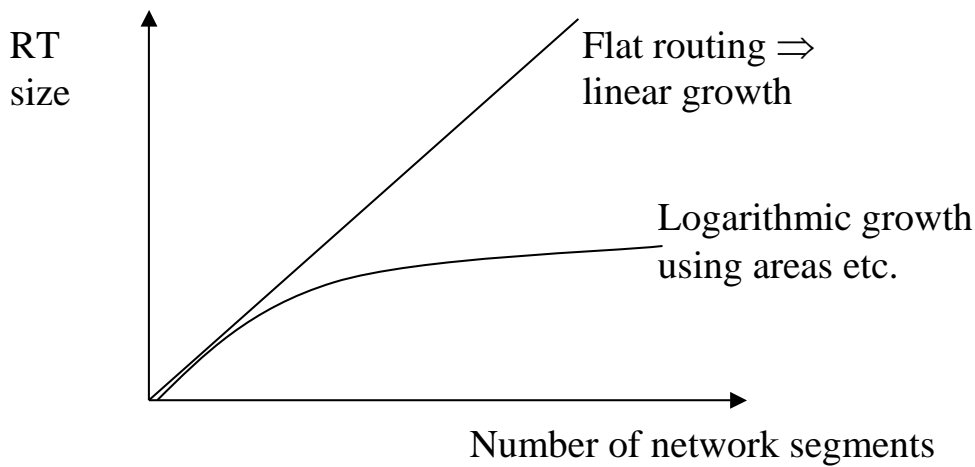 RT
size
Flat routing ⇒
linear growth
Logarithmic growth
using areas etc.
Number of network segments